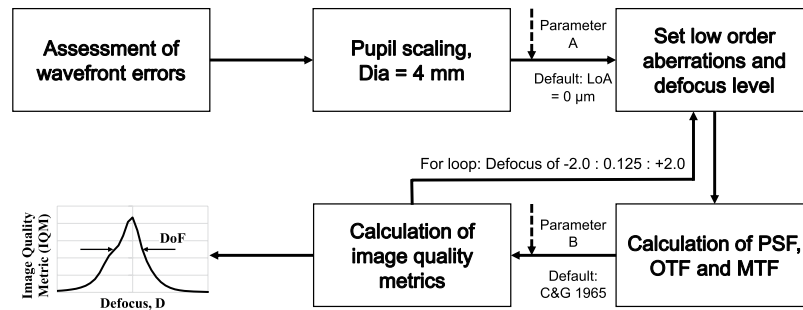 Assessment of
wavefront errors
Pupil scaling,
Dia = 4 mm
Parameter
A
Default: LoA
= 0 µm
Set low order
aberrations and
defocus level
For loop: Defocus of -2.0 : 0.125 : +2.0
Image Quality
Metric (IQM)
DoF
Defocus, D
Calculation of
image quality
metrics
Parameter
B
Default:
C&G 1965
Calculation of PSF,
OTF and MTF